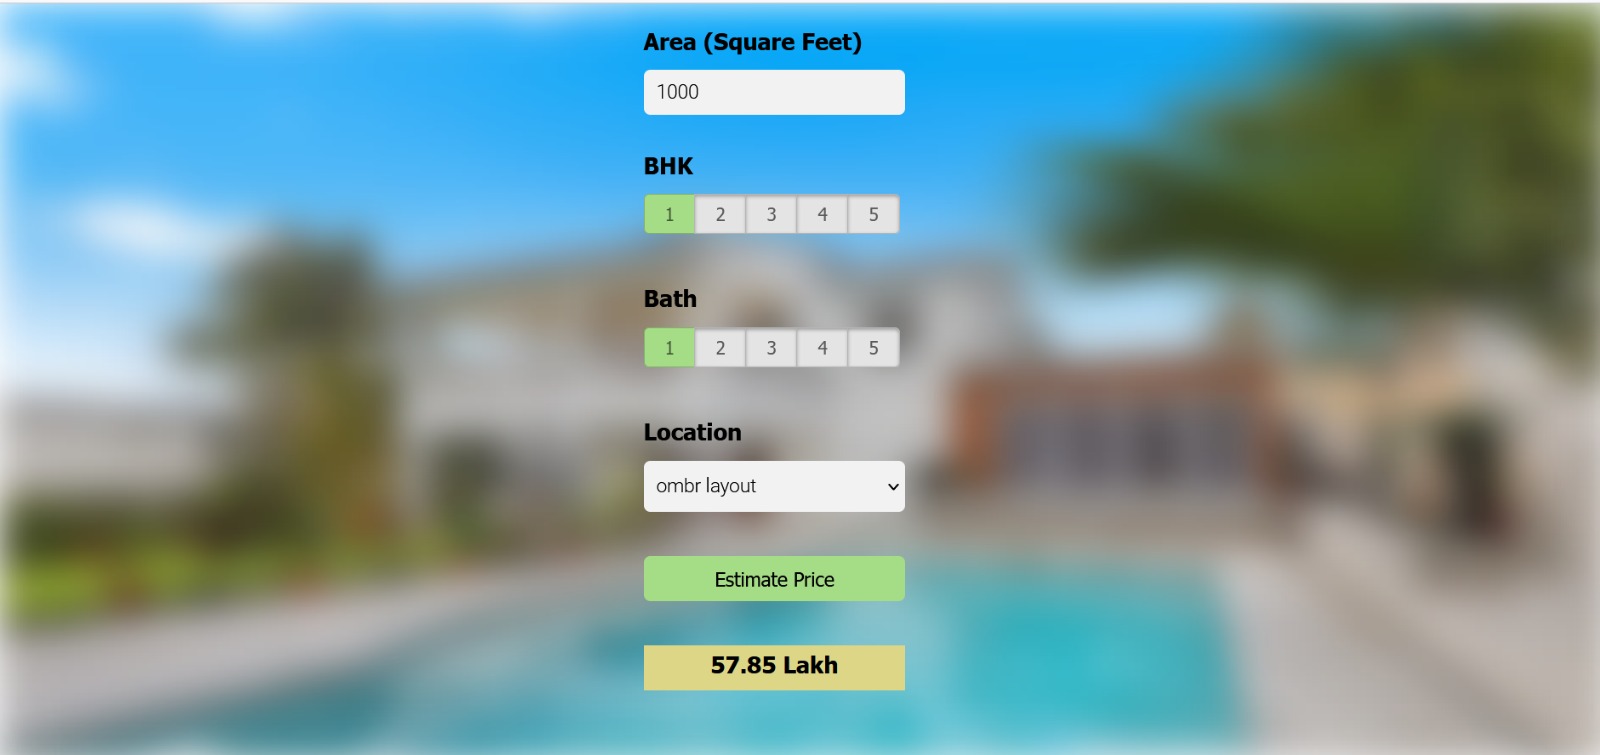 Area (Square Feet)
1000
BHK
1 2 3 4 5
Bath
1 2 3 4 5
Location
ombr layout
Estimate Price
57.85 Lakh